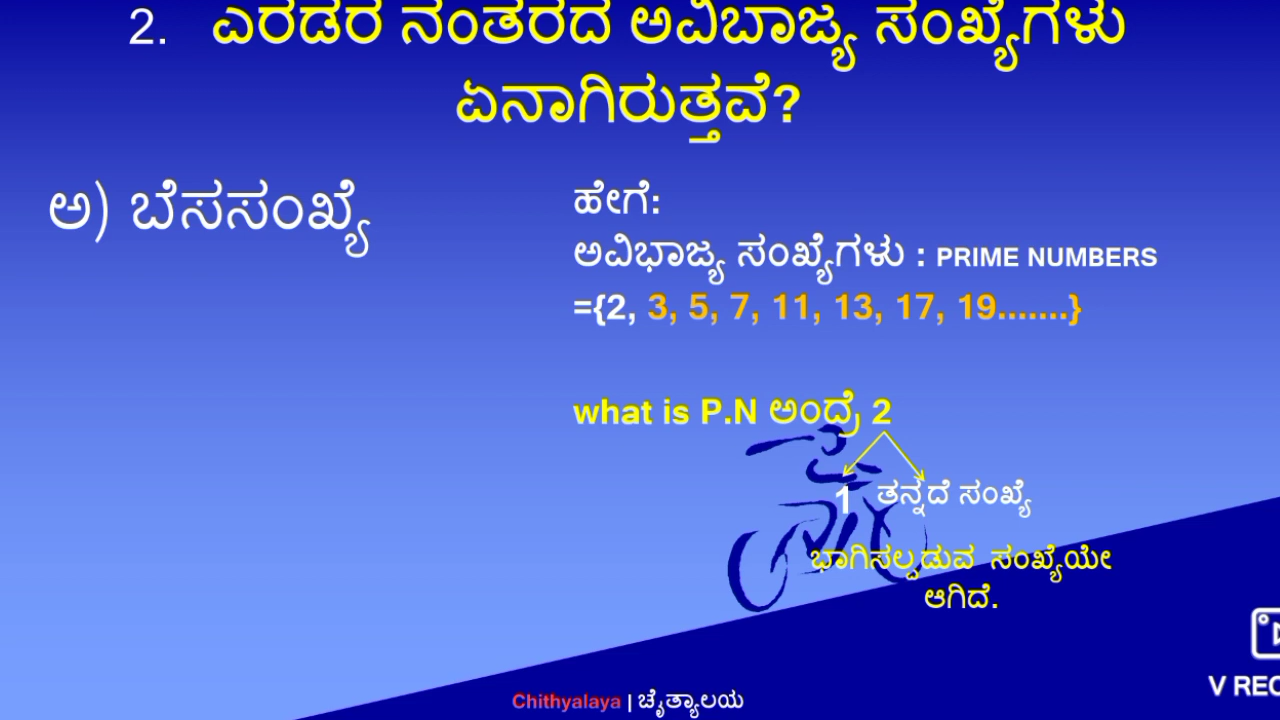 2. ಎರಡರ ನಂತರದ ಅವಿಬಾಜ್ಯ ಸಂಖ್ಯೆಗಳು
ಏನಾಗಿರುತ್ತವೆ?
ಅ) ಬೆಸಸಂಖ್ಯೆ
ಹೇಗೆ:
ಅವಿಭಾಜ್ಯ ಸಂಖ್ಯೆಗಳು : PRIME NUMBERS
={2, 3, 5, 7, 11, 13, 17, 19.......}
what is P.N ಅಂದ್ರೆ 2
1 ತನ್ನದೆ ಸಂಖ್ಯೆ
ಭಾಗಿಸಲ್ಪಡುವ ಸಂಖ್ಯೆಯೇ
ಆಗಿದೆ.
Chithyalaya | ಚೈತ್ಯಾಲಯ
V REC